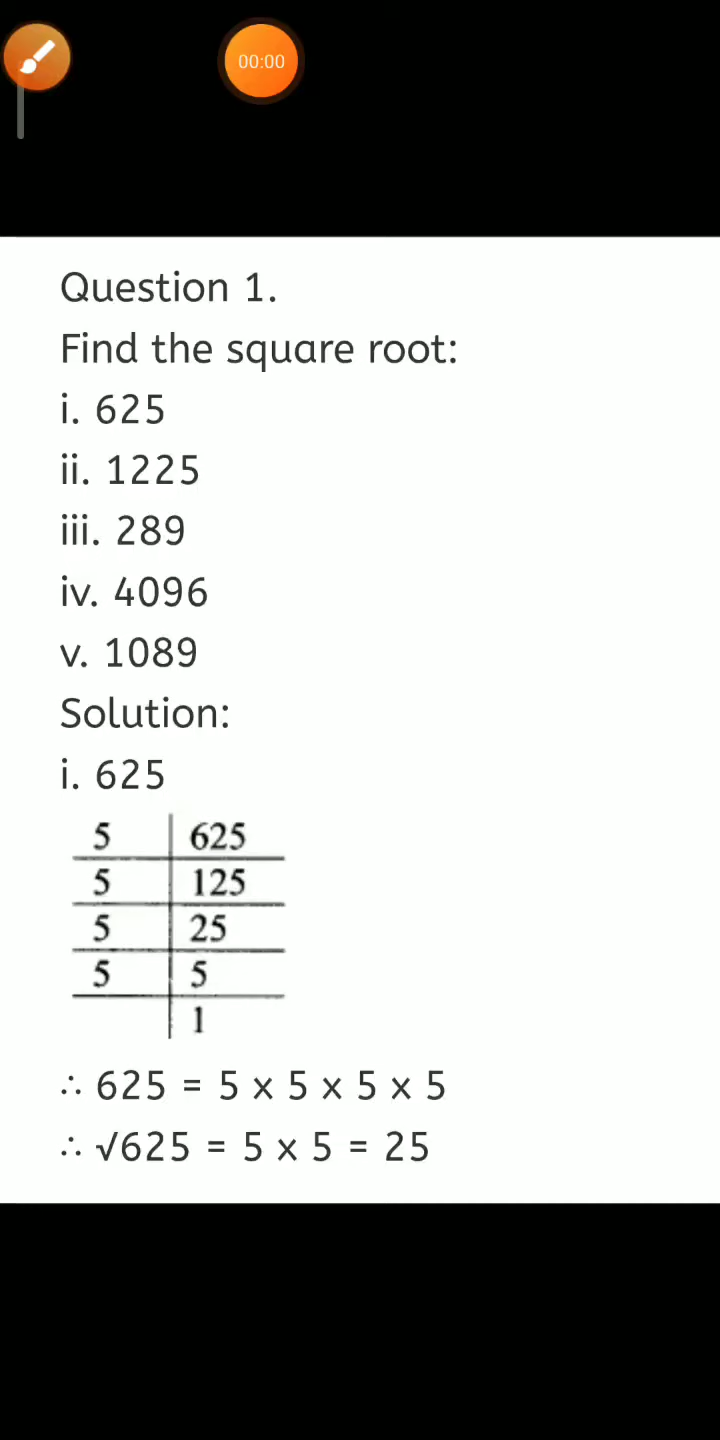 00:00
Question 1.
Find the square root:
i. 625
ii. 1225
iii. 289
iv. 4096
v. 1089
Solution:
i. 625
5 625
5 125
5 25
5 5
1
∴ 625 = 5 x 5 x 5 x 5
∴ √625 = 5 x 5 = 25